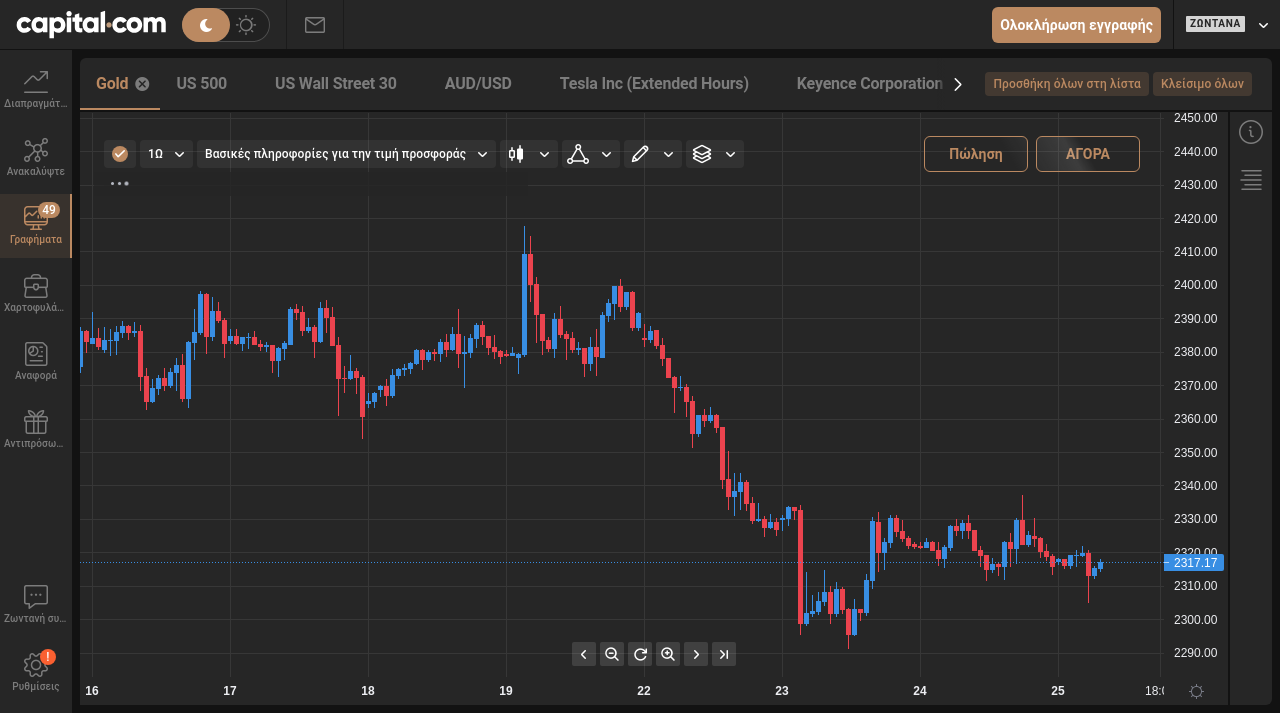 capital.com
Ολοκλήρωση εγγραφής
ΖΩΝΤΑΝΑ
Gold
US 500
US Wall Street 30
AUD/USD
Tesla Inc (Extended Hours)
Keyence Corporation
Προσθήκη όλων στη λίστα
Κλείσιμο όλων
Διαπραγμάτ...
Ανακαλύψτε
49
Γραφήματα
Χαρτοφυλά...
Αναφορά
Αντιπρόσω...
Ζωντανή συ...
!
Ρυθμίσεις
1Ω
Βασικές πληροφορίες για την τιμή προσφοράς
Πώληση
ΑΓΟΡΑ
2450.00
2440.00
2430.00
2420.00
2410.00
2400.00
2390.00
2380.00
2370.00
2360.00
2350.00
2340.00
2330.00
2320.00
2317.17
2310.00
2300.00
2290.00
16
17
18
19
22
23
24
25
18: